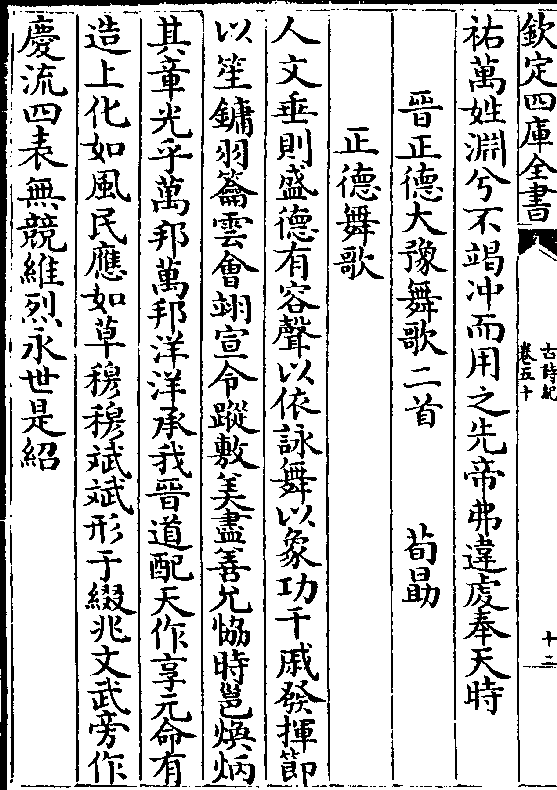 欽定四庫全書
古詩紀
卷五十
十二
祐萬姓淵兮不竭冲而用之先帝弗違虔奉天時
晉正德大豫舞歌二首 荀勗
正德舞歌
人文垂則盛德有容聲以依詠舞以象功干戚發揮節
以笙鏞羽籥雲會翊宣令蹤敷美盡善允恊時邕煥炳
其章光乎萬邦萬邦洋洋承我晉道配天作享元命有
造上化如風民應如草穆穆斌斌形于綴兆文武旁作
慶流四表無競維烈永世是紹